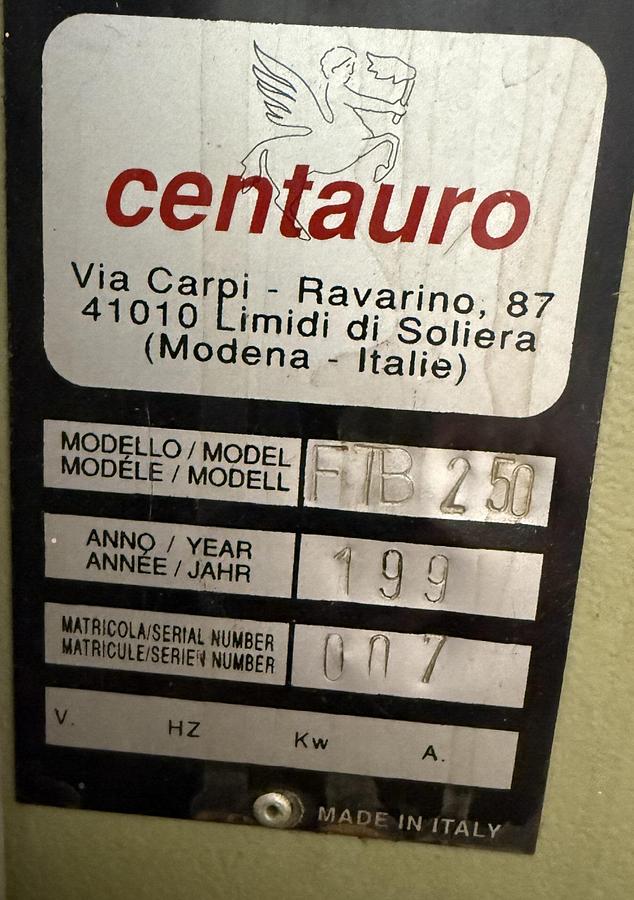 centauro
Via Carpi - Ravarino, 87
41010 Limidi di Soliera
(Modena - Italie)
MODELLO / MODEL
MODÉLE / MODELL
FTB 250
ANNO / YEAR
ANNÉE / JAHR
199
MATRICOLA/SERIAL NUMBER
MATRICULE/SERIEN NUMBER
007
V. HZ Kw A.
MADE IN ITALY